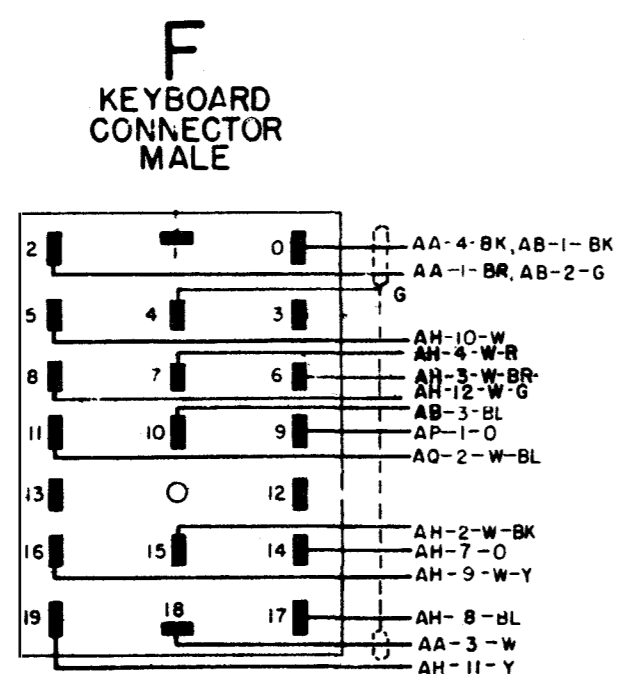 F
KEYBOARD
CONNECTOR
MALE
2 0 AA-4-BK, AB-1-BK
AA-1-BR, AB-2-G
G
5 4 3
AH-10-W
AH-4-W-R
8 7 6 AH-3-W-BR
AH-12-W-G
AB-3-BL
11 10 9 AP-1-O
AQ-2-W-BL
13 12
AH-2-W-BK
16 15 14 AH-7-O
AH-9-W-Y
19 18 17 AH-8-BL
AA-3-W
AH-11-Y